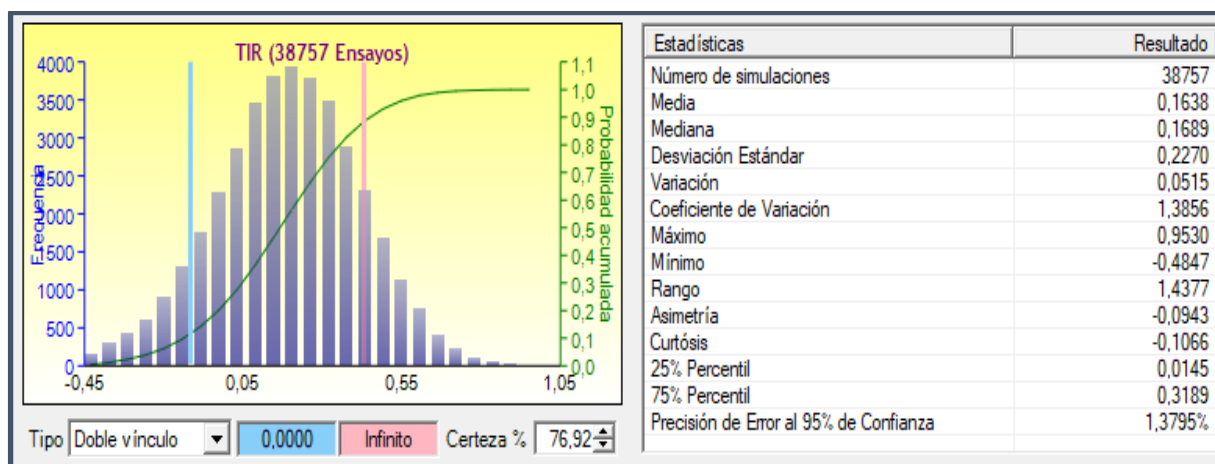 TIR (38757 Ensayos)
Frequencia
4000
3500
3000
2500
2000
1500
1000
500
0
-0,45 0,05 0,55 1,05
1,1
1,0
0,9
0,8
0,7
0,6
0,5
0,4
0,3
0,2
0,1
0,0
Probabilidad acumulada
Tipo Doble vínculo 0,0000 Infinito Certeza % 76,92
Estadísticas Resultado
Número de simulaciones 38757
Media 0,1638
Mediana 0,1689
Desviación Estándar 0,2270
Variación 0,0515
Coeficiente de Variación 1,3856
Máximo 0,9530
Mínimo -0,4847
Rango 1,4377
Asimetría -0,0943
Curtósis -0,1066
25% Percentil 0,0145
75% Percentil 0,3189
Precisión de Error al 95% de Confianza 1,3795%